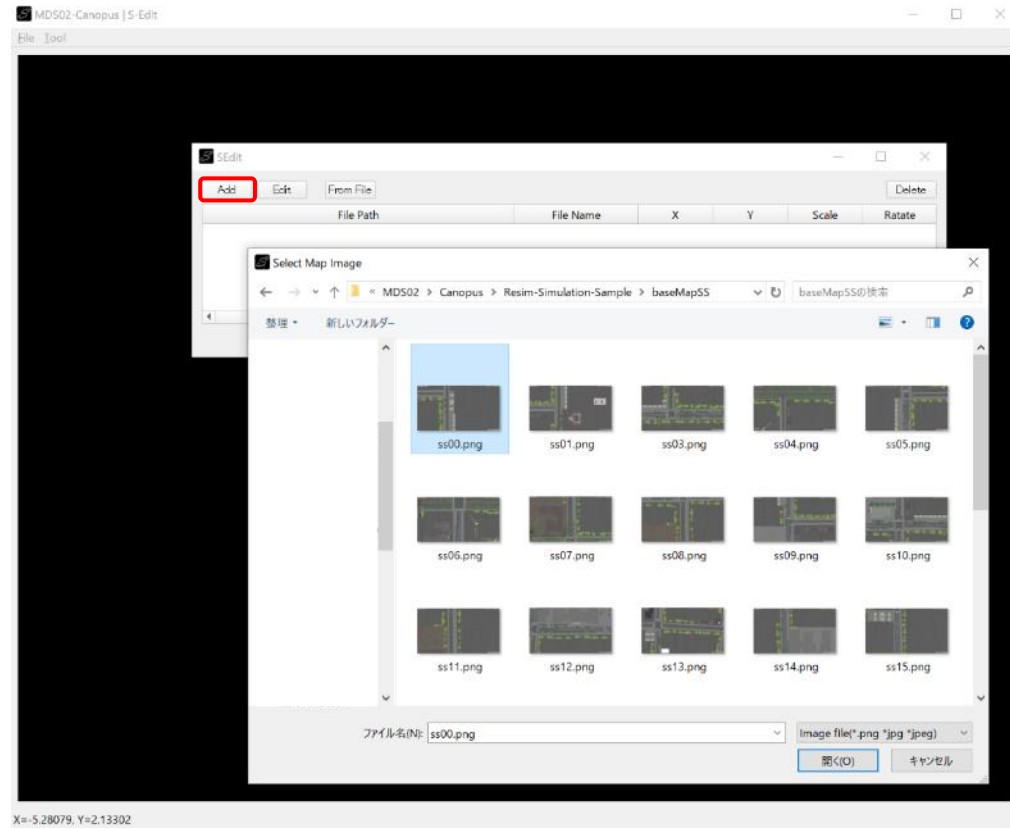 MDS02-Canopus | S-Edit
File Tool
SEdit
Add Edit From File Delete
File Path File Name X Y Scale Ratate
Select Map Image
« MDS02 > Canopus > Resim-Simulation-Sample > baseMapSS baseMapSSの検索
整理 新しいフォルダー
ss00.png ss01.png ss03.png ss04.png ss05.png
ss06.png ss07.png ss08.png ss09.png ss10.png
ss11.png ss12.png ss13.png ss14.png ss15.png
ファイル名(N): ss00.png Image file(*.png *jpg *jpeg)
開く(O) キャンセル
X=-5.28079, Y=2.13302